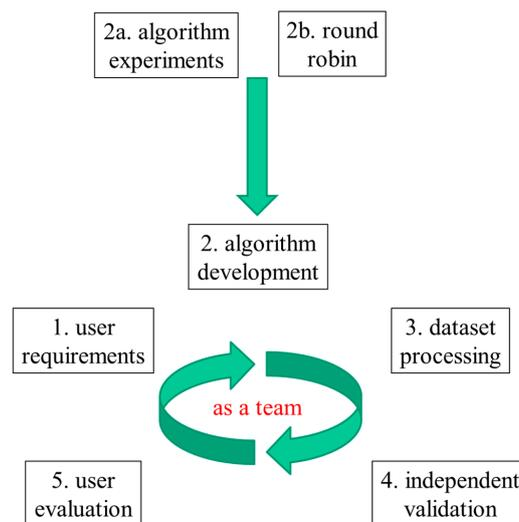 2a. algorithm
experiments
2b. round
robin
2. algorithm
development
1. user
requirements
3. dataset
processing
as a team
5. user
evaluation
4. independent
validation